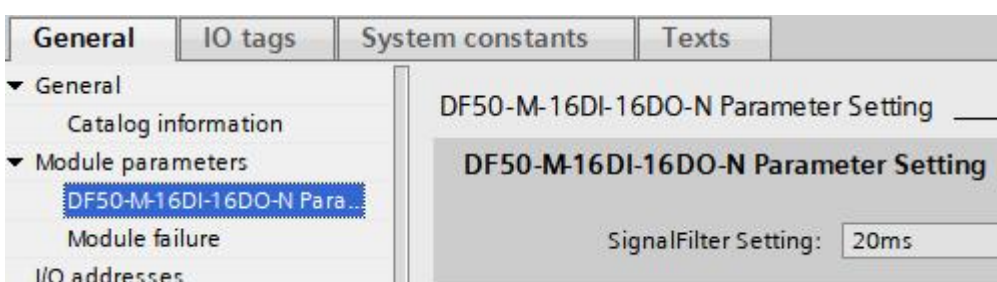 General IO tags System constants Texts
General
Catalog information
Module parameters
DF50-M-16DI-16DO-N Para...
Module failure
I/O addresses
DF50-M-16DI-16DO-N Parameter Setting
DF50-M-16DI-16DO-N Parameter Setting
SignalFilter Setting: 20ms